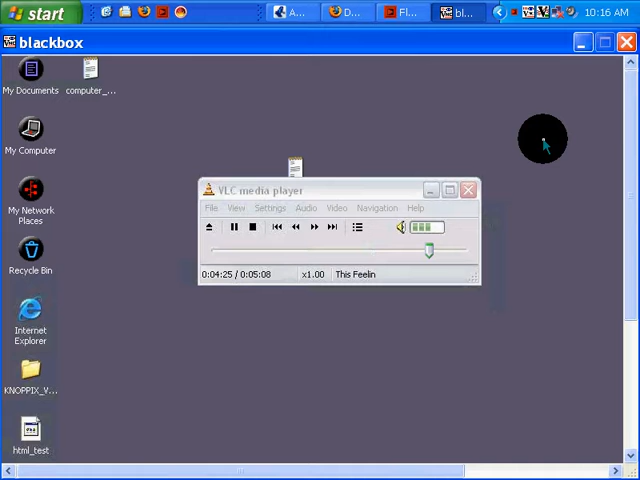 start
A...
D...
Fl...
bl...
10:16 AM
blackbox
My Documents
computer_...
My Computer
My Network
Places
Recycle Bin
Internet
Explorer
KNOPPIX_V...
html_test
VLC media player
File View Settings Audio Video Navigation Help
0:04:25 / 0:05:08 x1.00 This Feelin